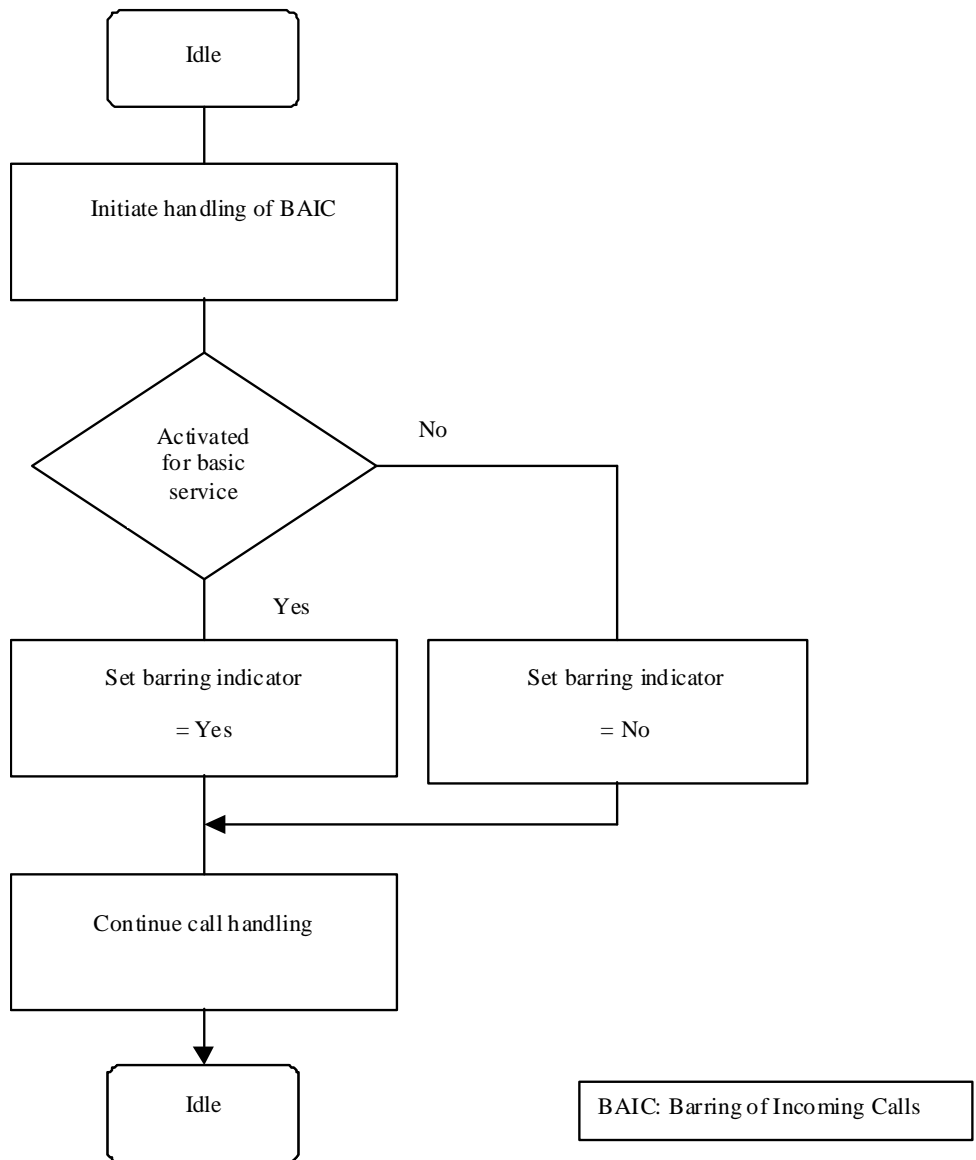 Idle
Initiate handling of BAIC
Activated
for basic
service
No
Yes
Set barring indicator
= Yes
Set barring indicator
= No
Continue call handling
Idle
BAIC: Barring of Incoming Calls